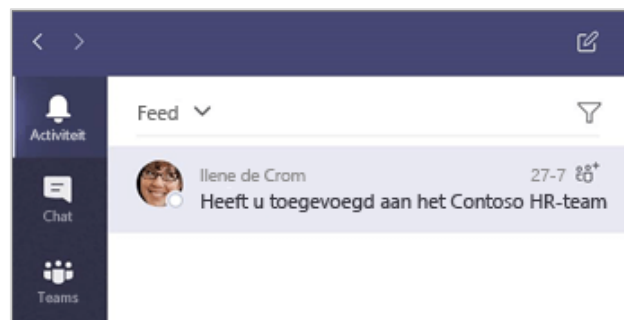 Activiteit
Chat
Teams
Feed
Ilene de Crom 27-7
Heeft u toegevoegd aan het Contoso HR-team